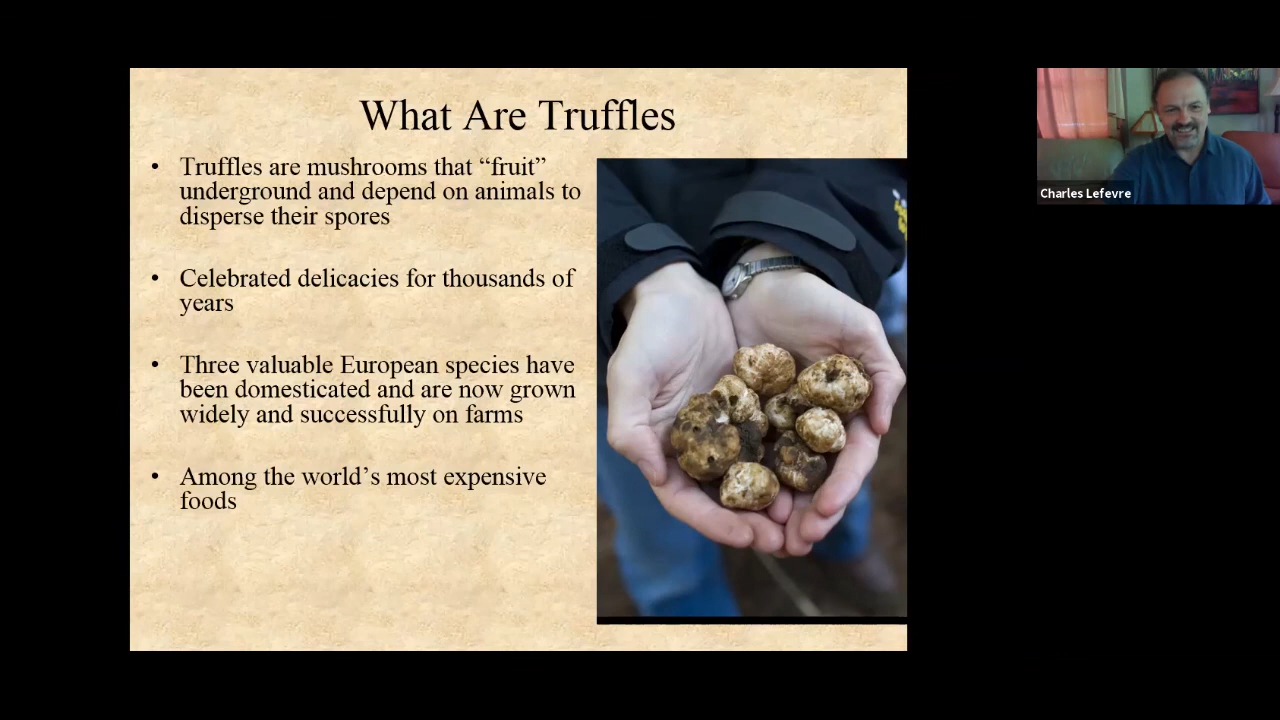 What Are Truffles
• Truffles are mushrooms that “fruit”
underground and depend on animals to
disperse their spores
• Celebrated delicacies for thousands of
years
• Three valuable European species have
been domesticated and are now grown
widely and successfully on farms
• Among the world’s most expensive
foods
Charles Lefevre